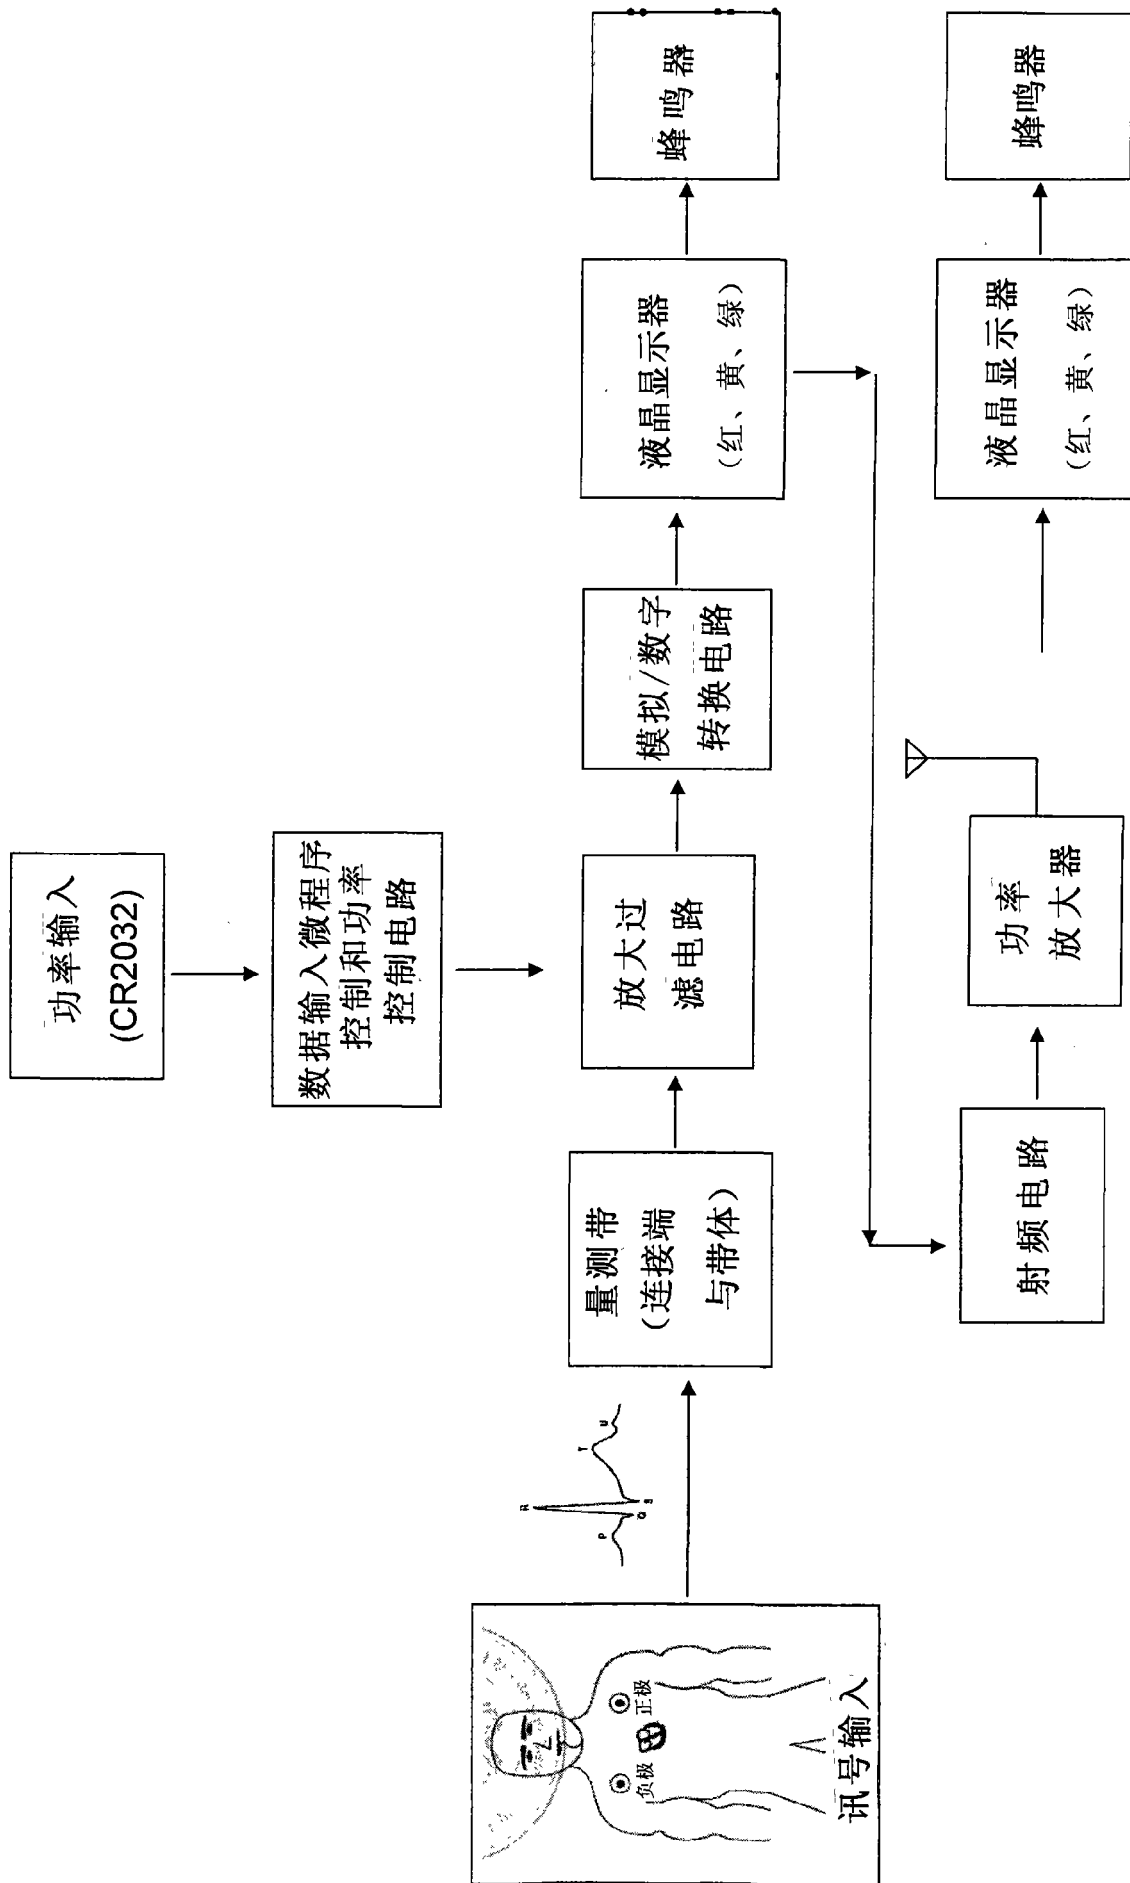 功率输入
(CR2032)
数据输入微程序
控制和功率
控制电路
负极
正极
讯号输入
P
Q
R
S
T
U
量测带
(连接端
与带体)
放大过
滤电路
模拟/数字
转换电路
液晶显示器
(红、黄、绿)
蜂鸣器
射频电路
功率
放大器
液晶显示器
(红、黄、绿)
蜂鸣器